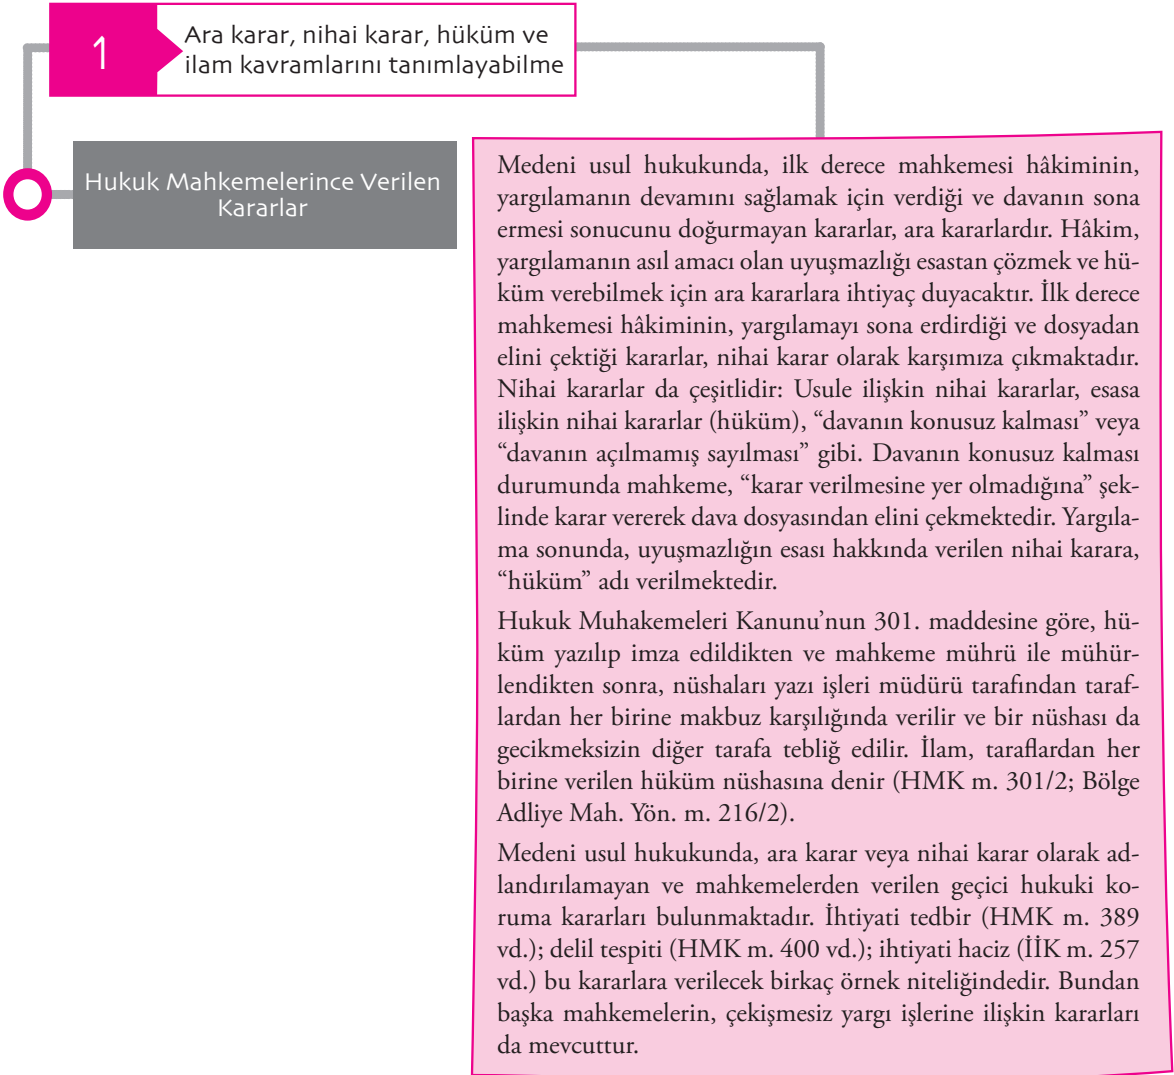 1
Ara karar, nihai karar, hüküm ve
ilam kavramlarını tanımlayabilme
Hukuk Mahkemelerince Verilen
Kararlar
Medeni usul hukukunda, ilk derece mahkemesi hâkiminin,
yargılamanın devamını sağlamak için verdiği ve davanın sona
ermesi sonucunu doğurmayan kararlar, ara kararlardır. Hâkim,
yargılamanın asıl amacı olan uyuşmazlığı esastan çözmek ve hü-
küm verebilmek için ara kararlara ihtiyaç duyacaktır. İlk derece
mahkemesi hâkiminin, yargılamayı sona erdirdiği ve dosyadan
elini çektiği kararlar, nihai karar olarak karşımıza çıkmaktadır.
Nihai kararlar da çeşitlidir: Usule ilişkin nihai kararlar, esasa
ilişkin nihai kararlar (hüküm), “davanın konusuz kalması” veya
“davanın açılmamış sayılması” gibi. Davanın konusuz kalması
durumunda mahkeme, “karar verilmesine yer olmadığına” şek-
linde karar vererek dava dosyasından elini çekmektedir. Yargıla-
ma sonunda, uyuşmazlığın esası hakkında verilen nihai karara,
“hüküm” adı verilmektedir.
Hukuk Muhakemeleri Kanunu’nun 301. maddesine göre, hü-
küm yazılıp imza edildikten ve mahkeme mührü ile mühür-
lendikten sonra, nüshaları yazı işleri müdürü tarafından taraf-
lardan her birine makbuz karşılığında verilir ve bir nüshası da
gecikmeksizin diğer tarafa tebliğ edilir. İlam, taraflardan her
birine verilen hüküm nüshasına denir (HMK m. 301/2; Bölge
Adliye Mah. Yön. m. 216/2).
Medeni usul hukukunda, ara karar veya nihai karar olarak ad-
landırılamayan ve mahkemelerden verilen geçici hukuki ko-
ruma kararları bulunmaktadır. İhtiyati tedbir (HMK m. 389
vd.); delil tespiti (HMK m. 400 vd.); ihtiyati haciz (İİK m. 257
vd.) bu kararlara verilecek birkaç örnek niteliğindedir. Bundan
başka mahkemelerin, çekişmesiz yargı işlerine ilişkin kararları
da mevcuttur.